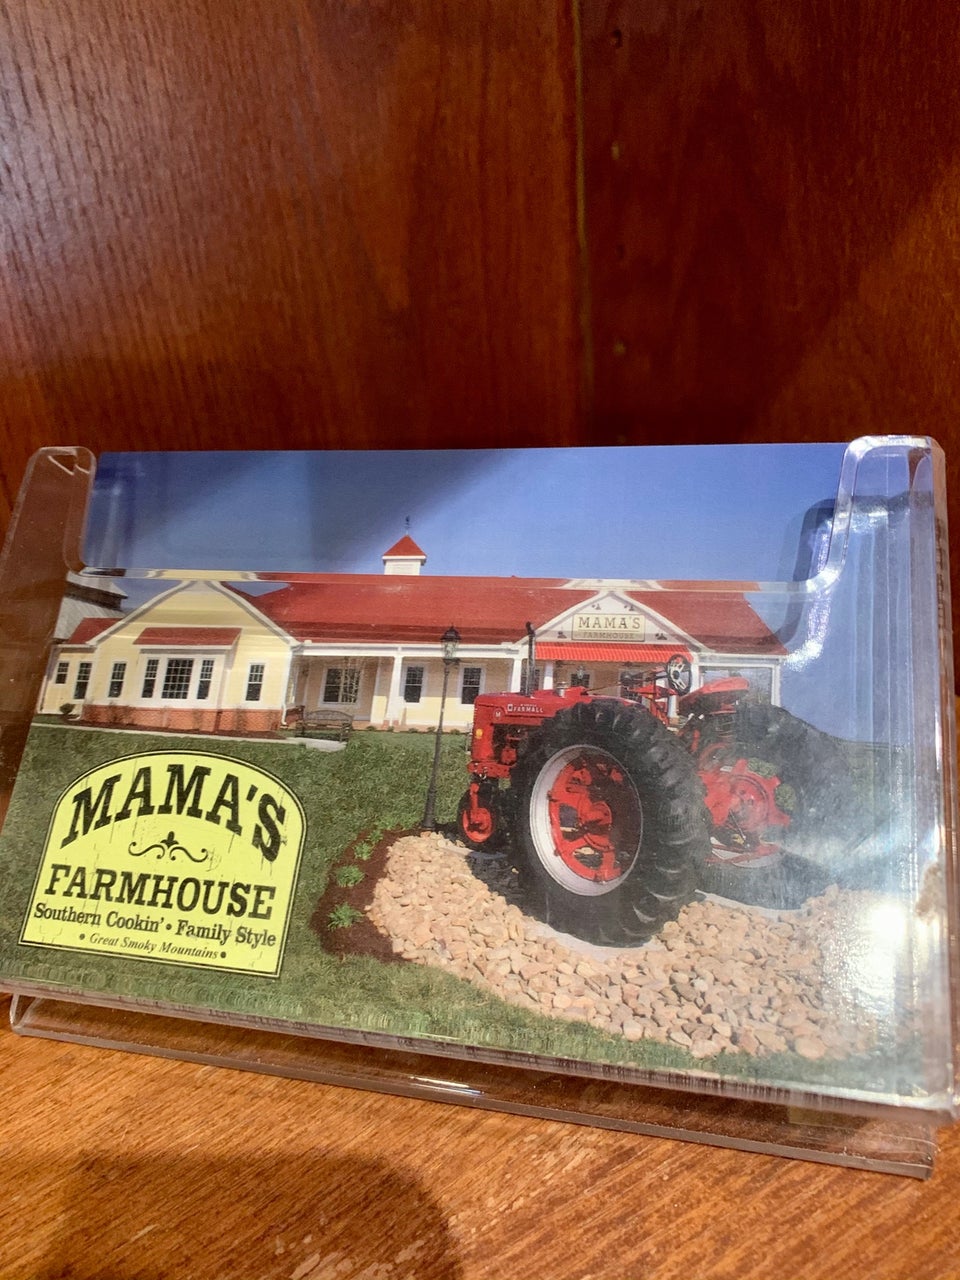 MAMA'S
FARMHOUSE
FARMALL
M
MAMA'S
FARMHOUSE
Southern Cookin' • Family Style
• Great Smoky Mountains •